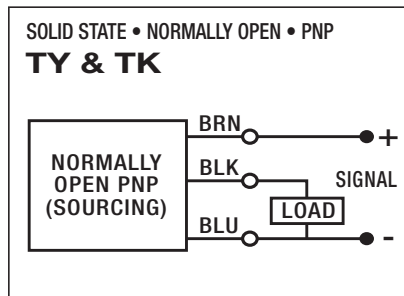 SOLID STATE • NORMALLY OPEN • PNP
TY & TK
BRN
+
NORMALLY
OPEN PNP
(SOURCING)
BLK
SIGNAL
LOAD
BLU
-